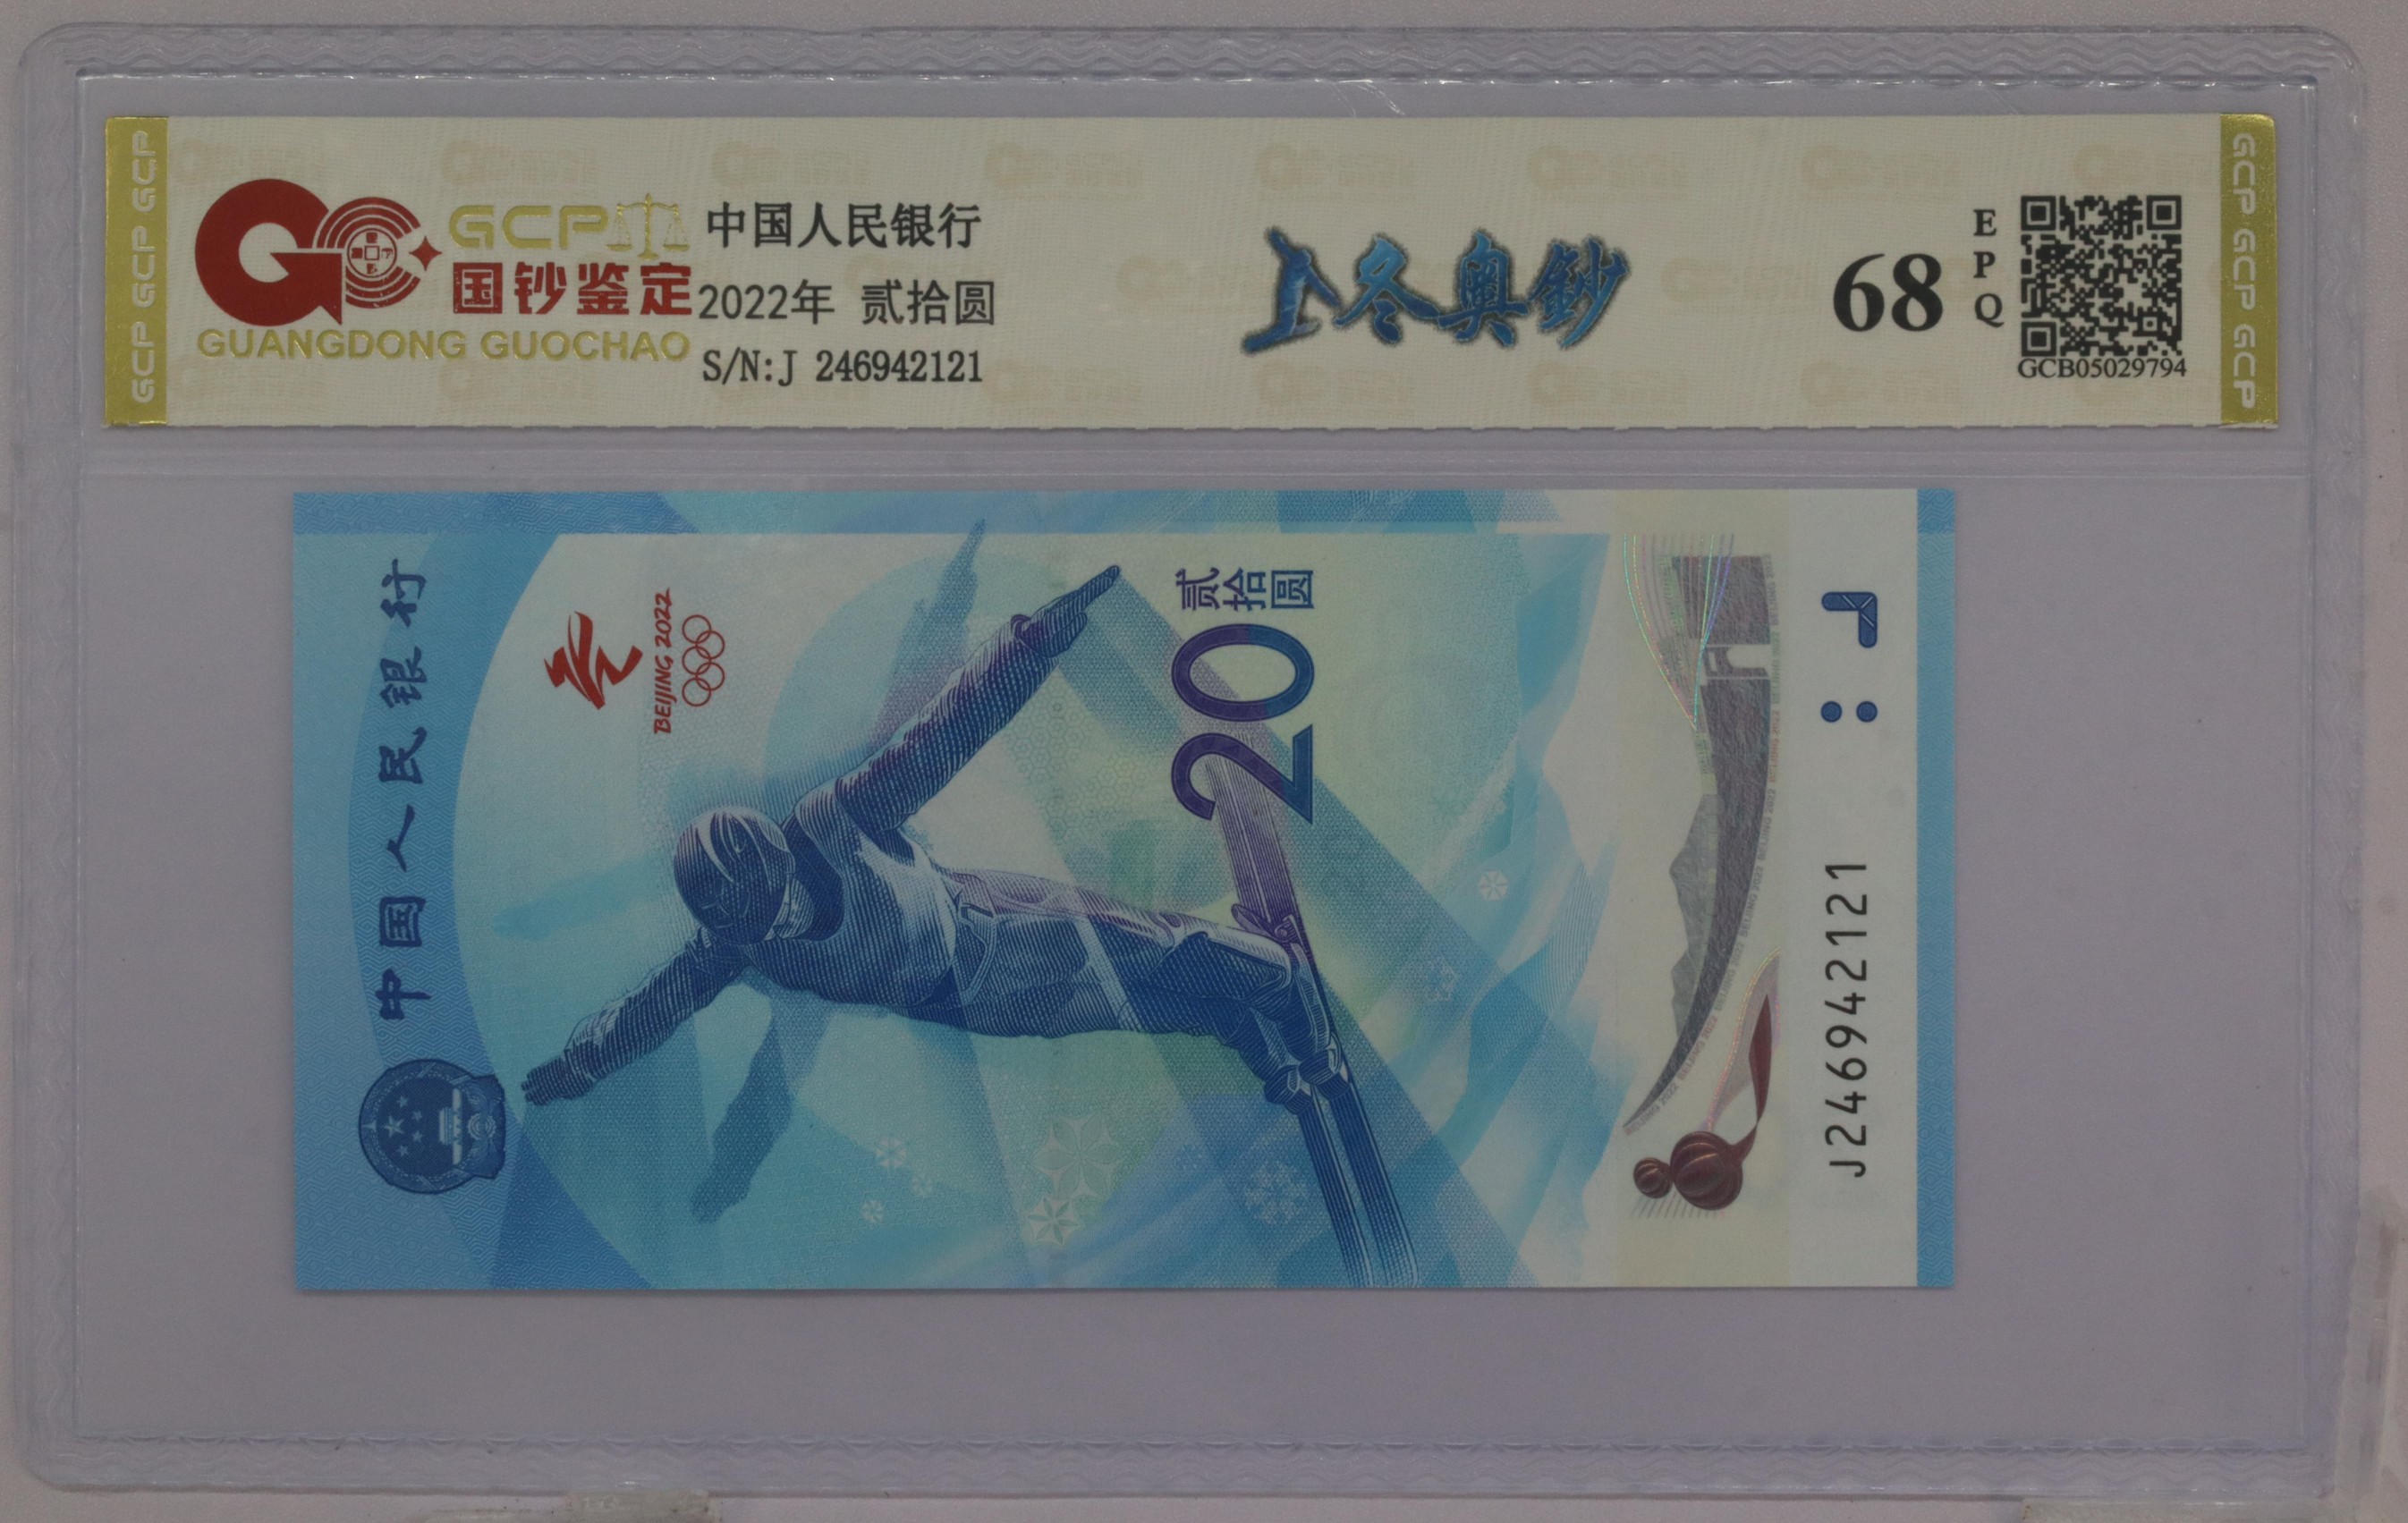 GCP GCP GCP
GCP
国钞鉴定
GUANGDONG GUOCHAO
中国人民银行
2022年 贰拾圆
S/N:J 246942121
冬奥鈔
68
EPQ
GCB05029794
GCP GCP GCP
中国人民银行
BEIJING 2022
贰拾圆
20
J246942121